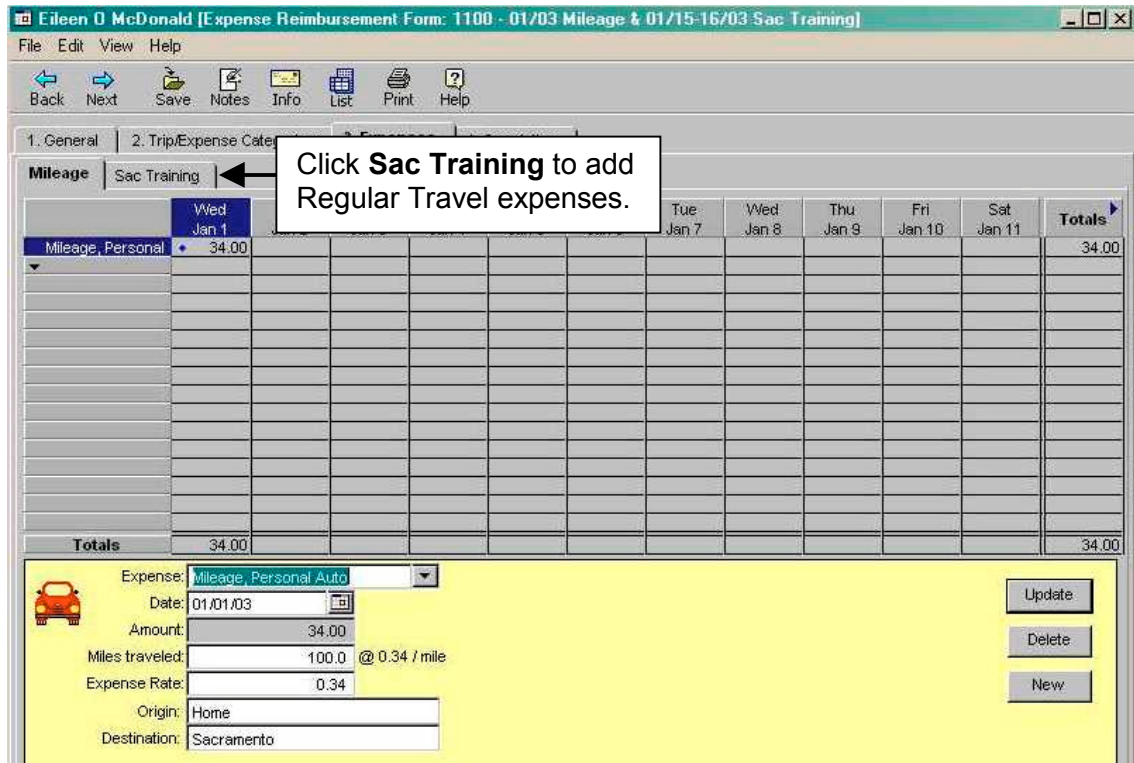 Eileen O McDonald [Expense Reimbursement Form: 1100 - 01/03 Mileage & 01/15-16/03 Sac Training]
File Edit View Help
Back Next Save Notes Info List Print Help
1. General 2. Trip/Expense
Click Sac Training to add
Regular Travel expenses.
Mileage Sac Training
Wed Tue Wed Thu Fri Sat Totals
Jan 1 Jan 7 Jan 8 Jan 9 Jan 10 Jan 11
Mileage, Personal 34.00 34.00
Totals 34.00 34.00
Expense: Mileage, Personal Auto
Date: 01/01/03
Amount: 34.00
Miles traveled: 100.0 @ 0.34 / mile
Expense Rate: 0.34
Origin: Home
Destination: Sacramento
Update
Delete
New